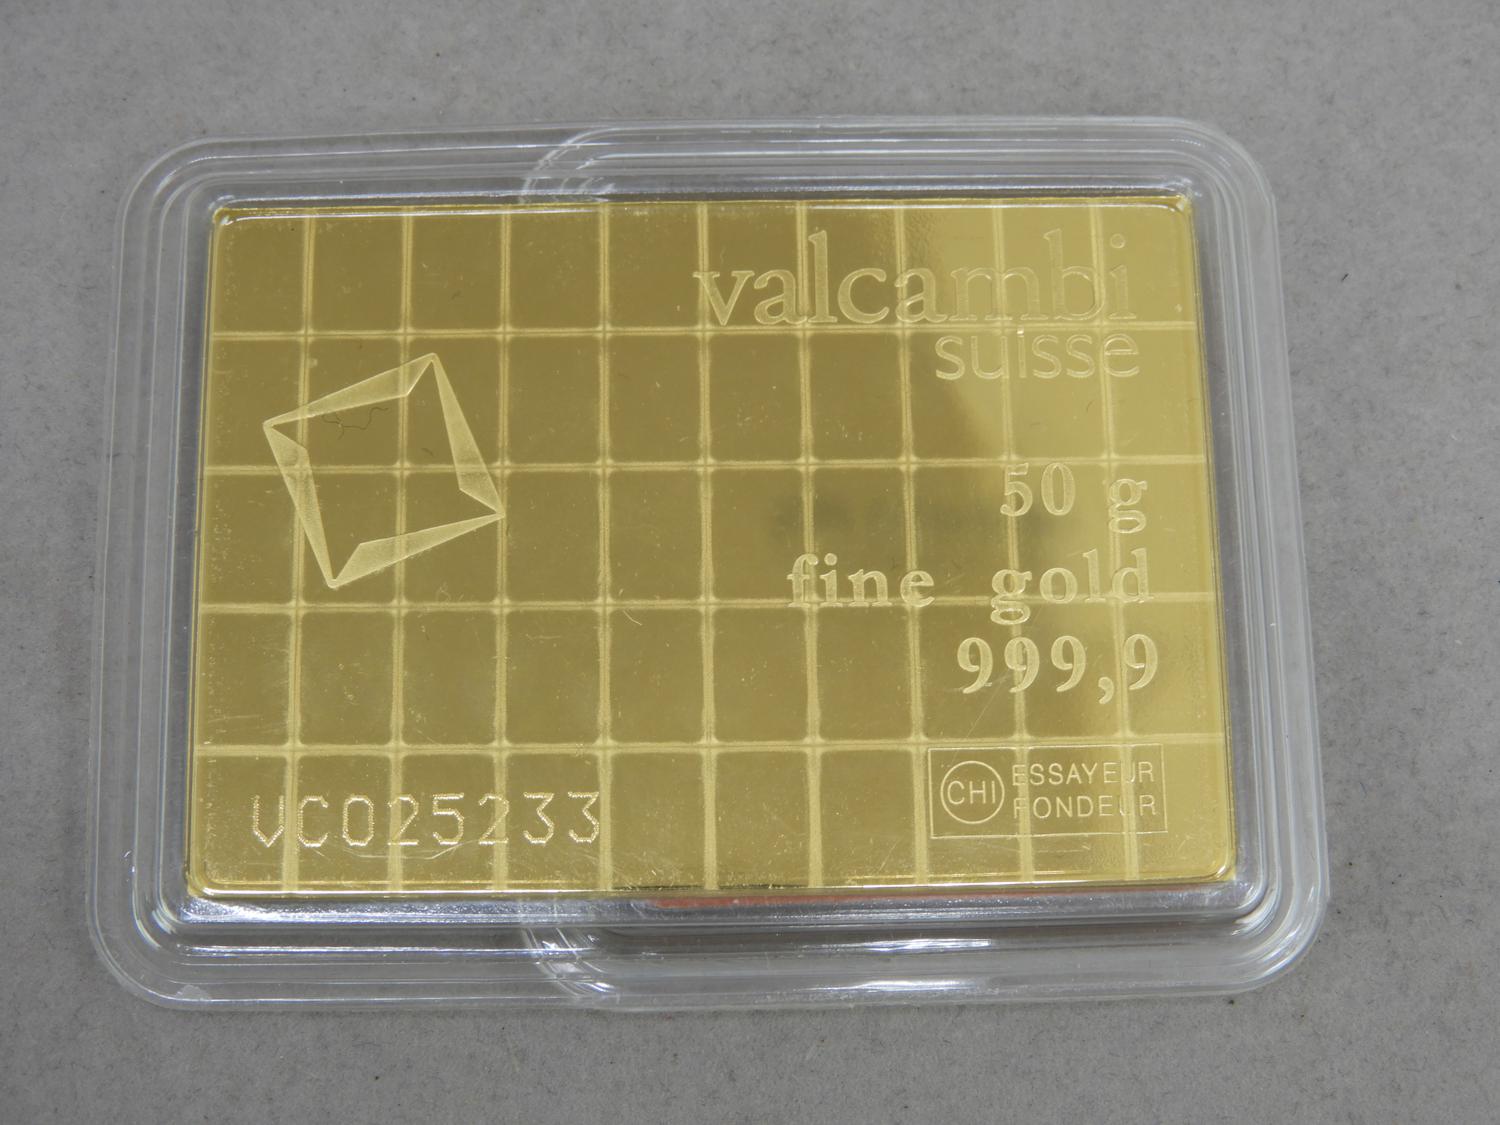 valcambi
suisse
50 g
fine gold
999,9
CHI ESSAYEUR
FONDEUR
VC025233